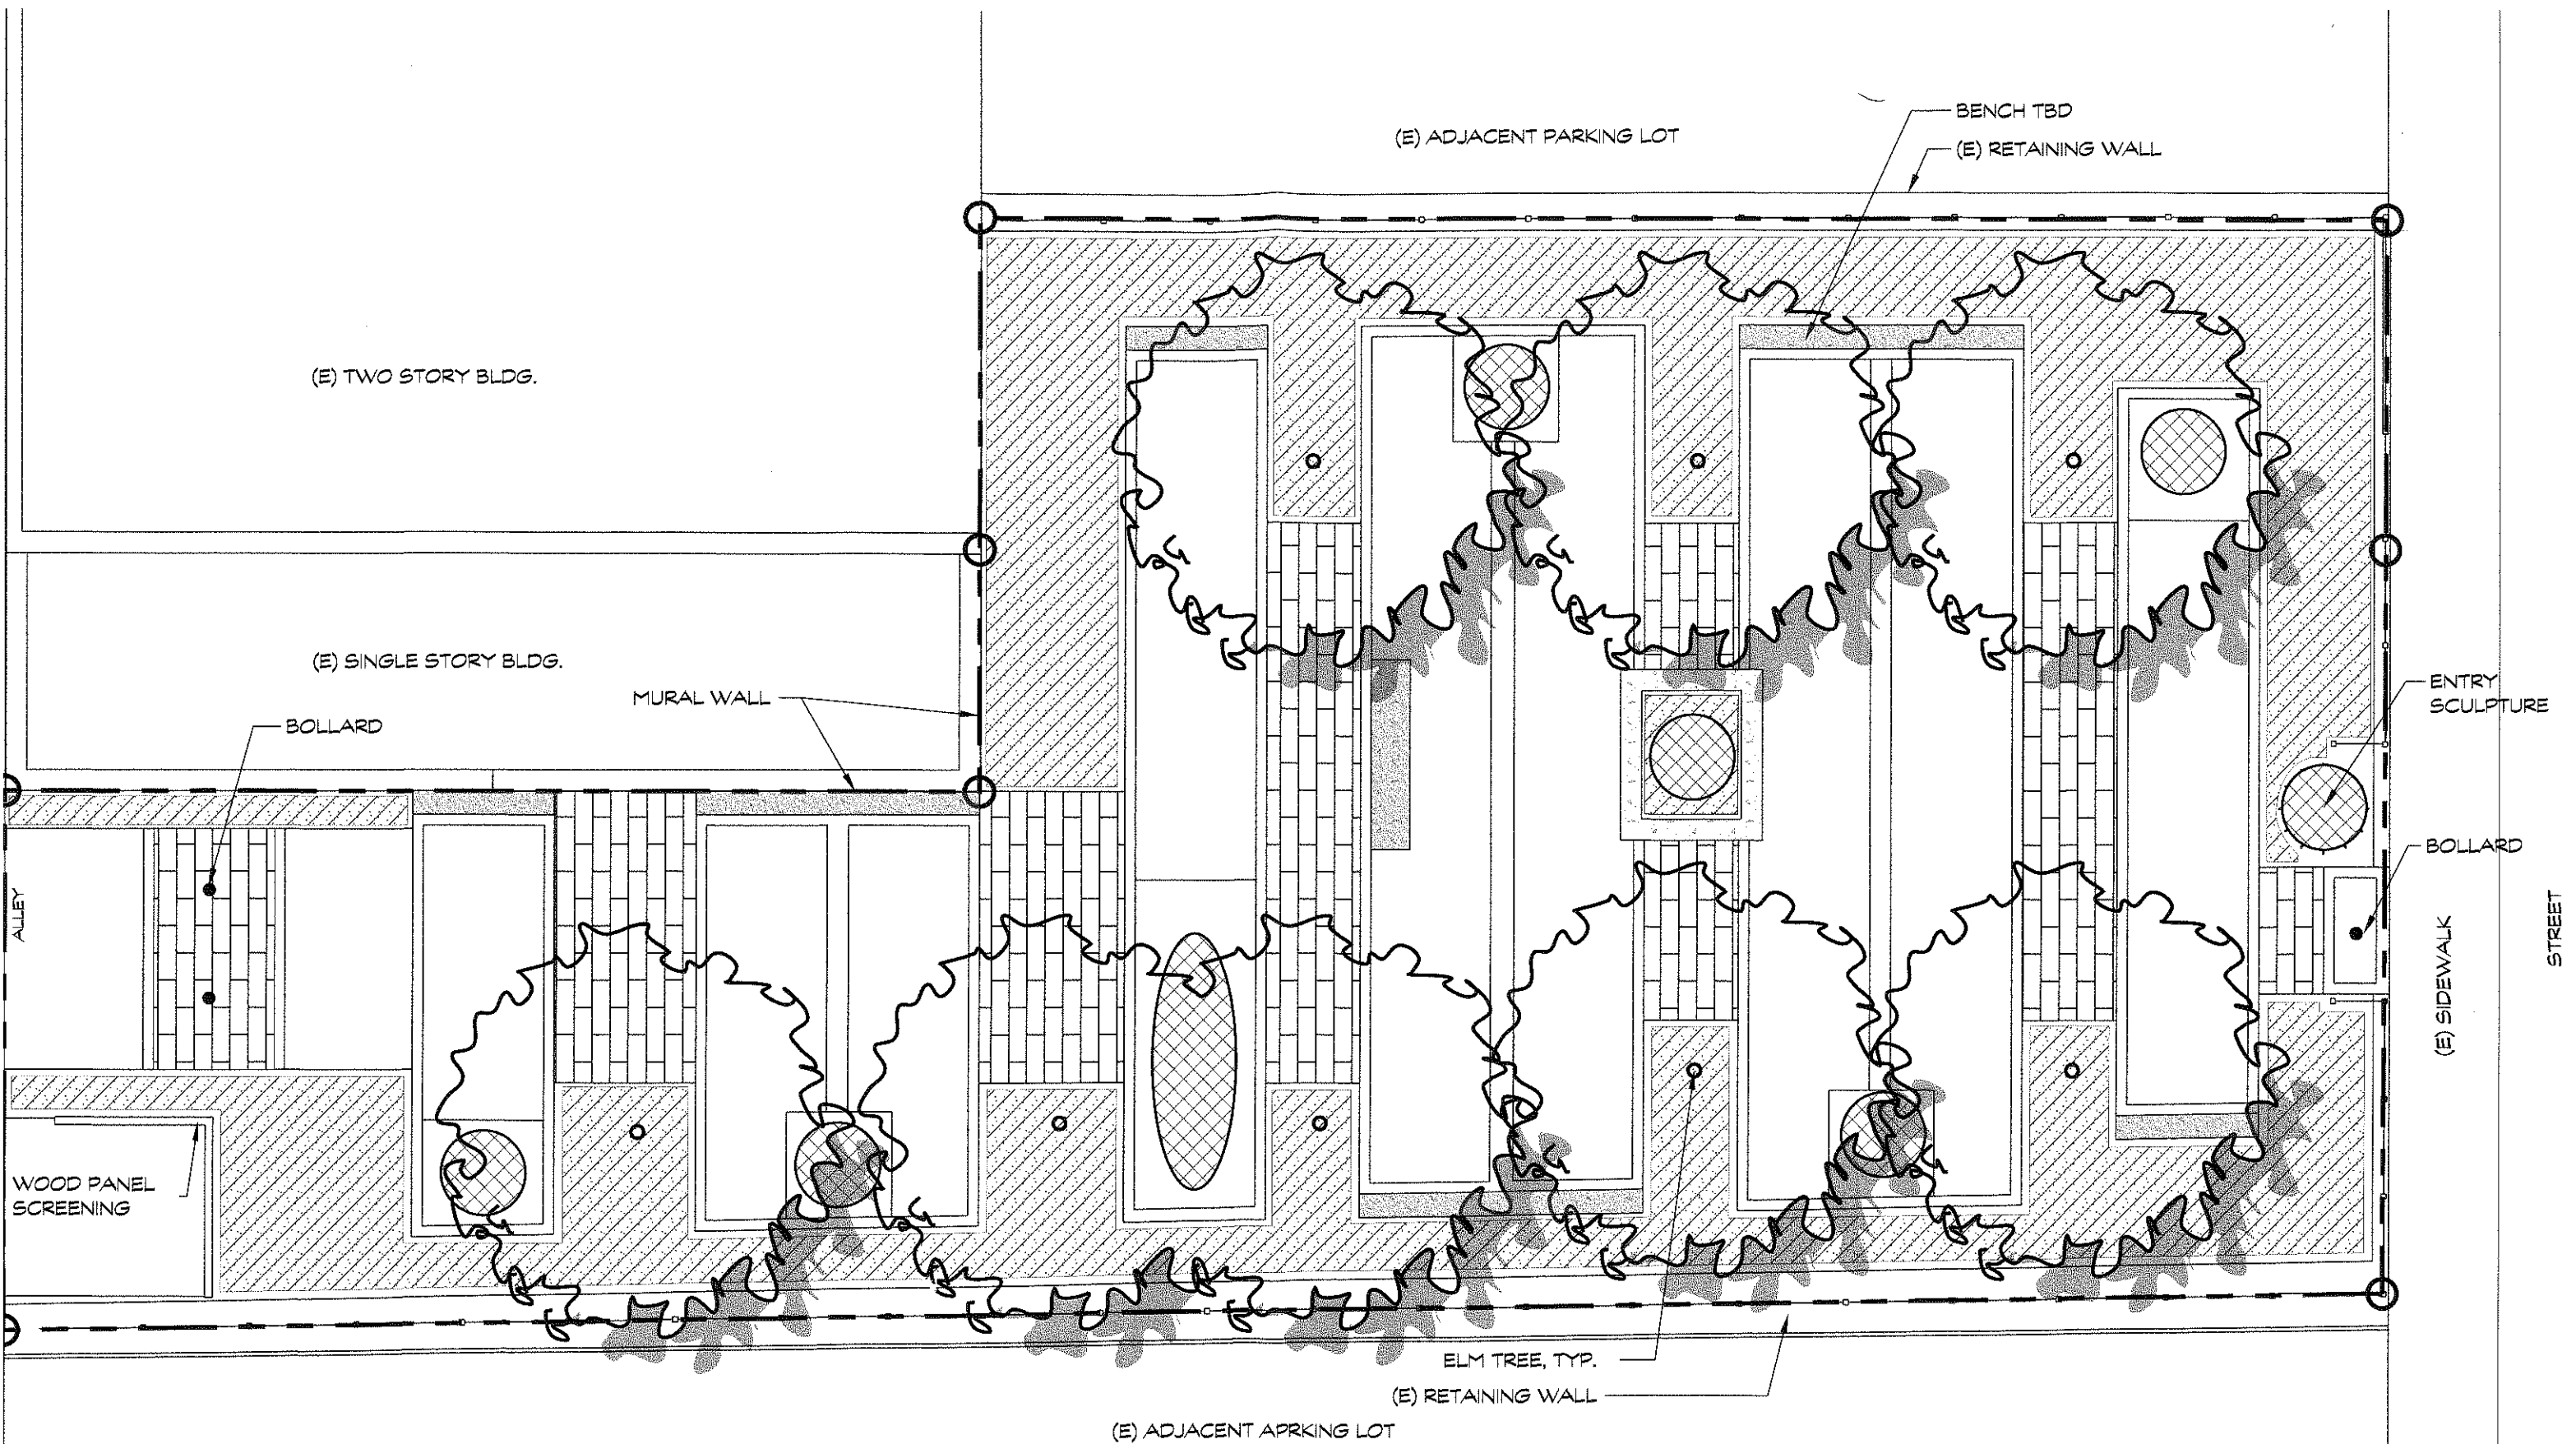 BENCH TBD
(E) ADJACENT PARKING LOT
(E) RETAINING WALL
(E) TWO STORY BLDG.
(E) SINGLE STORY BLDG.
MURAL WALL
BOLLARD
ENTRY
SCULPTURE
BOLLARD
ALLEY
(E) SIDEWALK
STREET
WOOD PANEL
SCREENING
ELM TREE, TYP.
(E) RETAINING WALL
(E) ADJACENT APRKING LOT